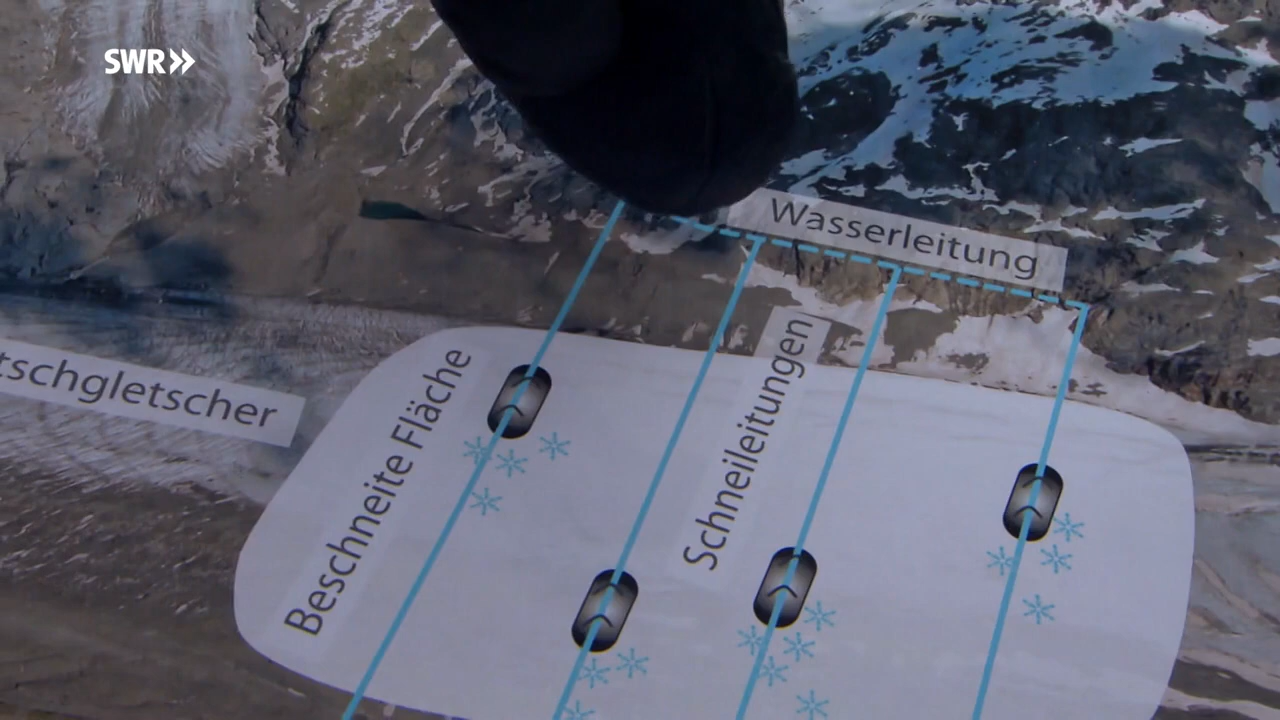 SWR»
Wasserleitung
tschgletscher
Beschneite Fläche
Schneileitungen